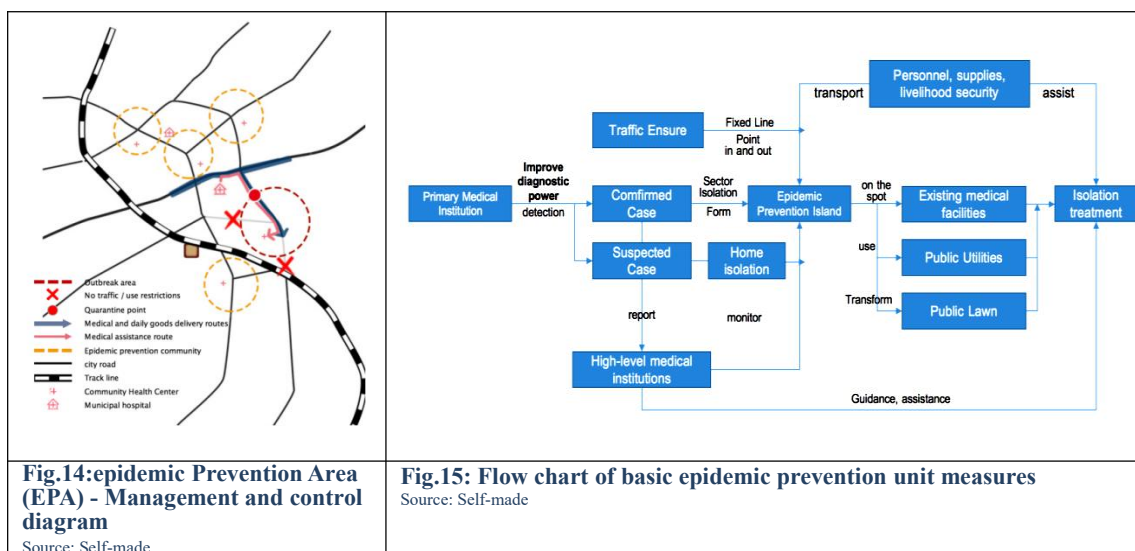 Outbreak area
No traffic / use restrictions
Quarantine point
Medical and daily goods delivery routes
Medical assistance route
Epidemic prevention community
city road
Track line
Community Health Center
Municipal hospital
Personnel, supplies,
livelihood security
transport
assist
Traffic Ensure
Fixed Line
Point
in and out
Improve
diagnostic
power
detection
Primary Medical
Institution
Comfirmed
Case
Sector
Isolation
Form
Epidemic
Prevention Island
on the
spot
Existing medical
facilities
Isolation
treatment
Suspected
Case
Home
isolation
use
Public Utilities
Transform
Public Lawn
report
monitor
High-level medical
institutions
Guidance, assistance
Fig.14:epidemic Prevention Area
(EPA) - Management and control
diagram
Source: Self-made
Fig.15: Flow chart of basic epidemic prevention unit measures
Source: Self-made